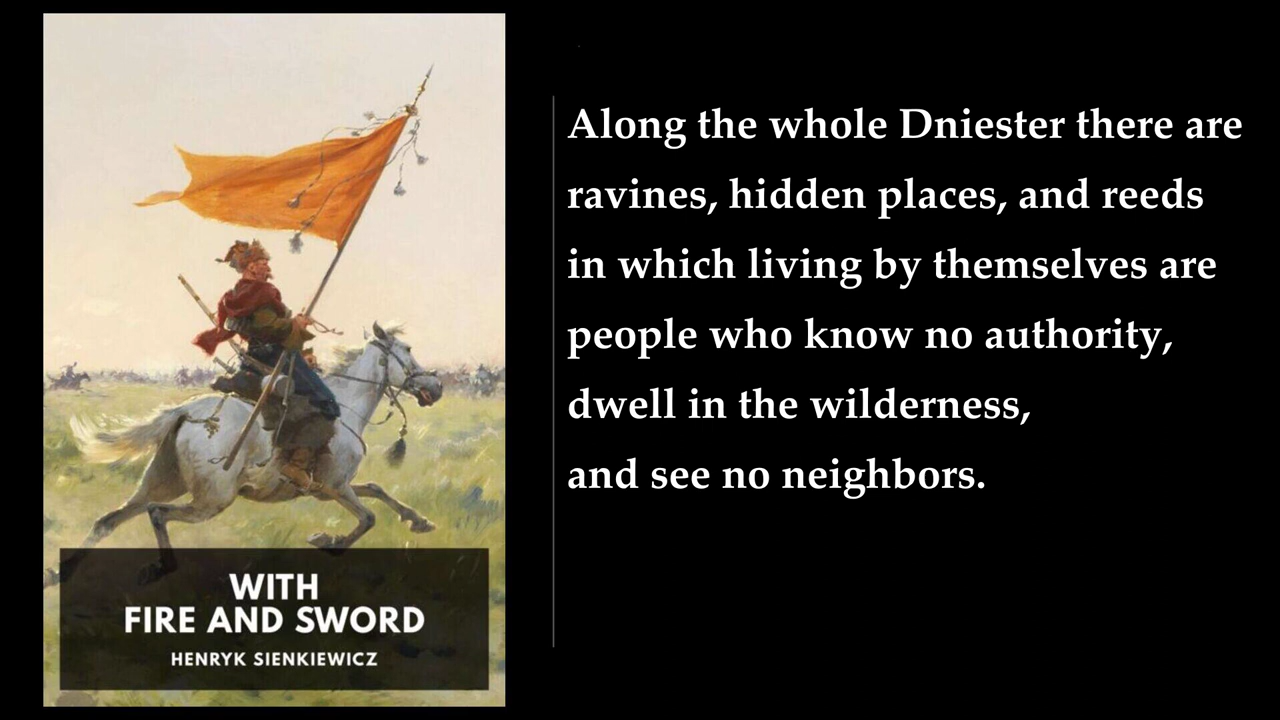 WITH
FIRE AND SWORD
HENRYK SIENKIEWICZ
Along the whole Dniester there are
ravines, hidden places, and reeds
in which living by themselves are
people who know no authority,
dwell in the wilderness,
and see no neighbors.